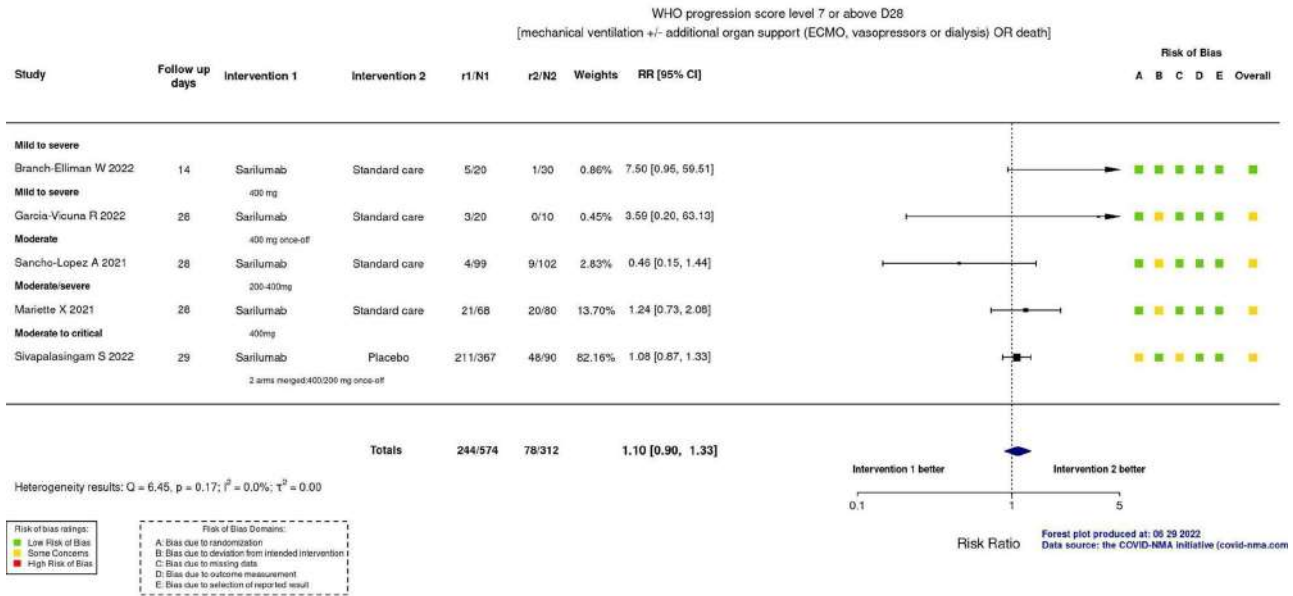 WHO progression score level 7 or above D28
[mechanical ventilation +/- additional organ support (ECMO, vasopressors or dialysis) OR death]
Risk of Bias
Study Follow up days Intervention 1 Intervention 2 r1/N1 r2/N2 Weights RR [95% CI] A B C D E Overall
Mild to severe
Branch-Elliman W 2022 14 Sarilumab Standard care 5/20 1/30 0.86% 7.50 [0.95, 59.51]
Mild to severe 400 mg
Garcia-Vicuna R 2022 28 Sarilumab Standard care 3/20 0/10 0.45% 3.59 [0.20, 63.13]
Moderate 400 mg once-off
Sancho-Lopez A 2021 28 Sarilumab Standard care 4/99 9/102 2.83% 0.46 [0.15, 1.44]
Moderate/severe 200-400mg
Mariette X 2021 28 Sarilumab Standard care 21/68 20/80 13.70% 1.24 [0.73, 2.08]
Moderate to critical 400mg
Sivapalasingam S 2022 29 Sarilumab Placebo 211/367 48/90 82.16% 1.08 [0.87, 1.33]
2 arms merged:400/200 mg once-off
Totals 244/574 78/312 1.10 [0.90, 1.33]
Intervention 1 better Intervention 2 better
Heterogeneity results: Q = 6.45, p = 0.17; I² = 0.0%; τ² = 0.00
0.1 1 5
Risk Ratio
Forest plot produced at: 06 29 2022
Data source: the COVID-NMA initiative (covid-nma.com
Risk of bias ratings:
Low Risk of Bias
Some Concerns
High Risk of Bias
Risk of Bias Domains:
A: Bias due to randomization
B: Bias due to deviation from intended intervention
C: Bias due to missing data
D: Bias due to outcome measurement
E: Bias due to selection of reported result